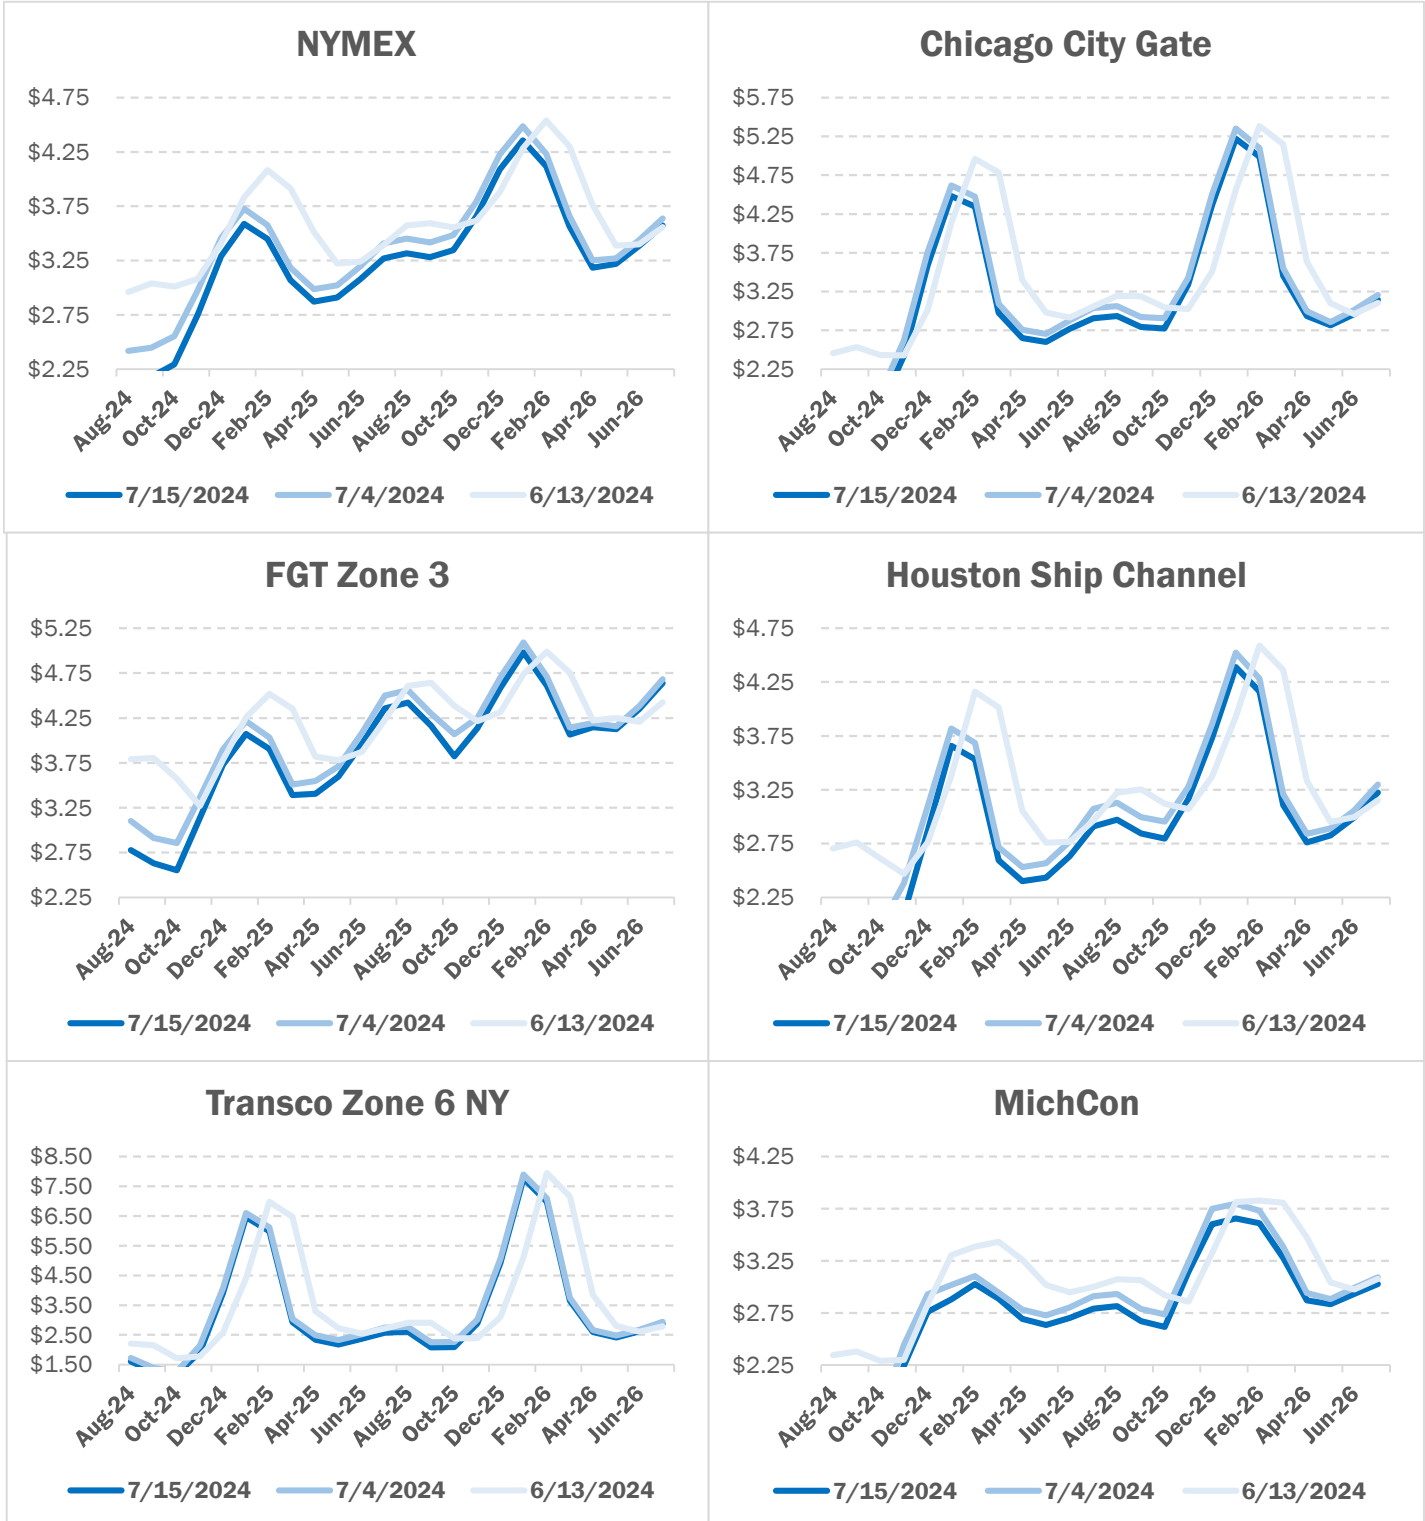 NYMEX
$4.75
$4.25
$3.75
$3.25
$2.75
$2.25
Aug-24 Oct-24 Dec-24 Feb-25 Apr-25 Jun-25 Aug-25 Oct-25 Dec-25 Feb-26 Apr-26 Jun-26
7/15/2024 7/4/2024 6/13/2024
Chicago City Gate
$5.75
$5.25
$4.75
$4.25
$3.75
$3.25
$2.75
$2.25
Aug-24 Oct-24 Dec-24 Feb-25 Apr-25 Jun-25 Aug-25 Oct-25 Dec-25 Feb-26 Apr-26 Jun-26
7/15/2024 7/4/2024 6/13/2024
FGT Zone 3
$5.25
$4.75
$4.25
$3.75
$3.25
$2.75
$2.25
Aug-24 Oct-24 Dec-24 Feb-25 Apr-25 Jun-25 Aug-25 Oct-25 Dec-25 Feb-26 Apr-26 Jun-26
7/15/2024 7/4/2024 6/13/2024
Houston Ship Channel
$4.75
$4.25
$3.75
$3.25
$2.75
$2.25
Aug-24 Oct-24 Dec-24 Feb-25 Apr-25 Jun-25 Aug-25 Oct-25 Dec-25 Feb-26 Apr-26 Jun-26
7/15/2024 7/4/2024 6/13/2024
Transco Zone 6 NY
$8.50
$7.50
$6.50
$5.50
$4.50
$3.50
$2.50
$1.50
Aug-24 Oct-24 Dec-24 Feb-25 Apr-25 Jun-25 Aug-25 Oct-25 Dec-25 Feb-26 Apr-26 Jun-26
7/15/2024 7/4/2024 6/13/2024
MichCon
$4.25
$3.75
$3.25
$2.75
$2.25
Aug-24 Oct-24 Dec-24 Feb-25 Apr-25 Jun-25 Aug-25 Oct-25 Dec-25 Feb-26 Apr-26 Jun-26
7/15/2024 7/4/2024 6/13/2024